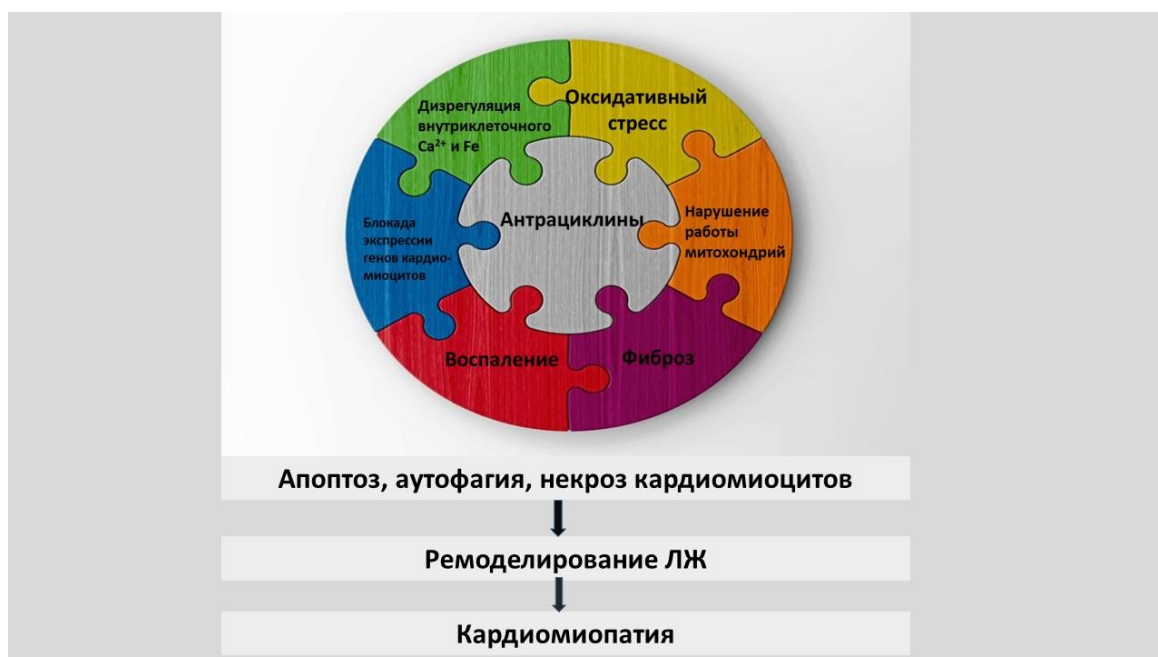 Дизрегуляция
внутриклеточного
Ca²⁺ и Fe
Оксидативный
стресс
Блокада
экспрессии
генов кардио-
миоцитов
Антрациклины
Нарушение
работы
митохондрий
Воспаление
Фиброз
Апоптоз, аутофагия, некроз кардиомиоцитов
Ремоделирование ЛЖ
Кардиомиопатия